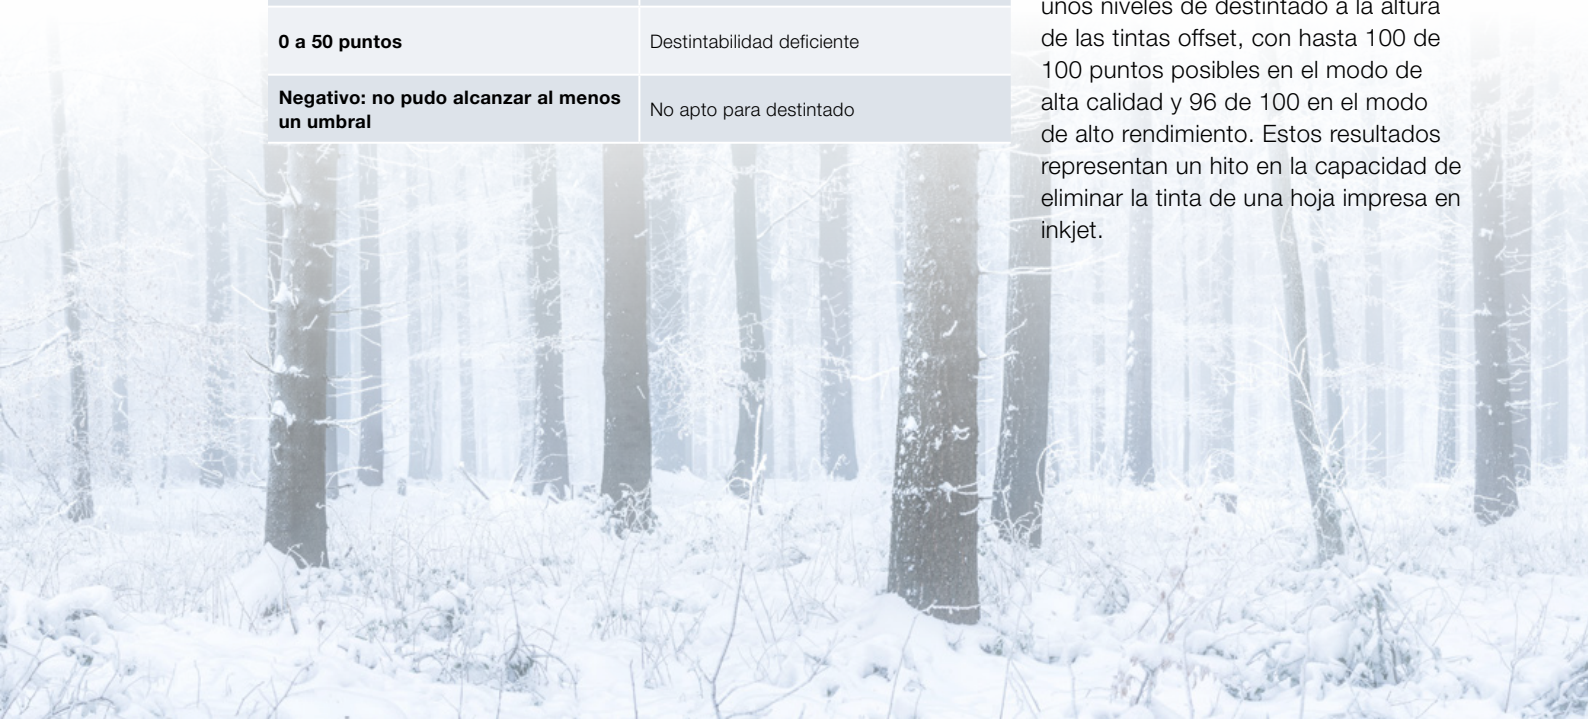 0 a 50 puntos
Destintabilidad deficiente
Negativo: no pudo alcanzar al menos
un umbral
No apto para destintado
unos niveles de destintado a la altura
de las tintas offset, con hasta 100 de
100 puntos posibles en el modo de
alta calidad y 96 de 100 en el modo
de alto rendimiento. Estos resultados
representan un hito en la capacidad de
eliminar la tinta de una hoja impresa en
inkjet.